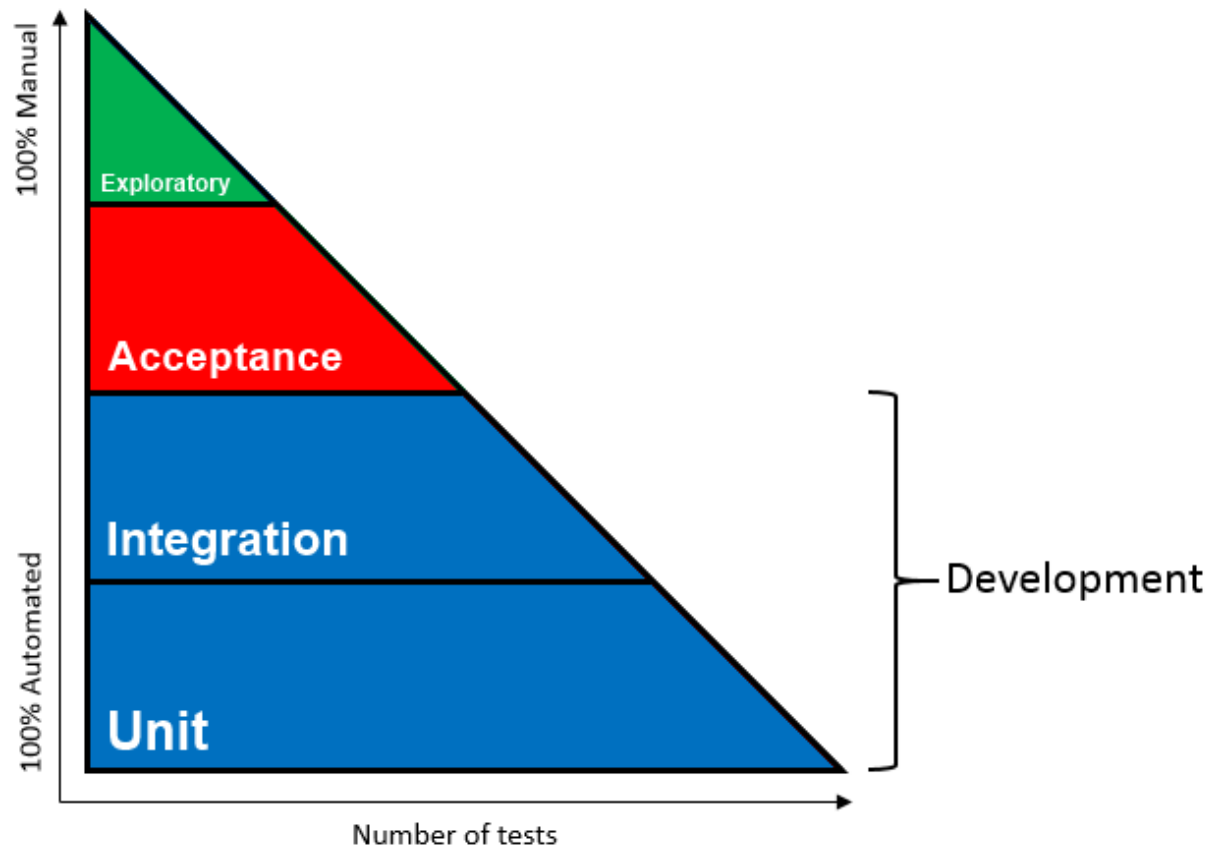 100% Manual
Exploratory
Acceptance
Integration
Development
100% Automated
Unit
Number of tests